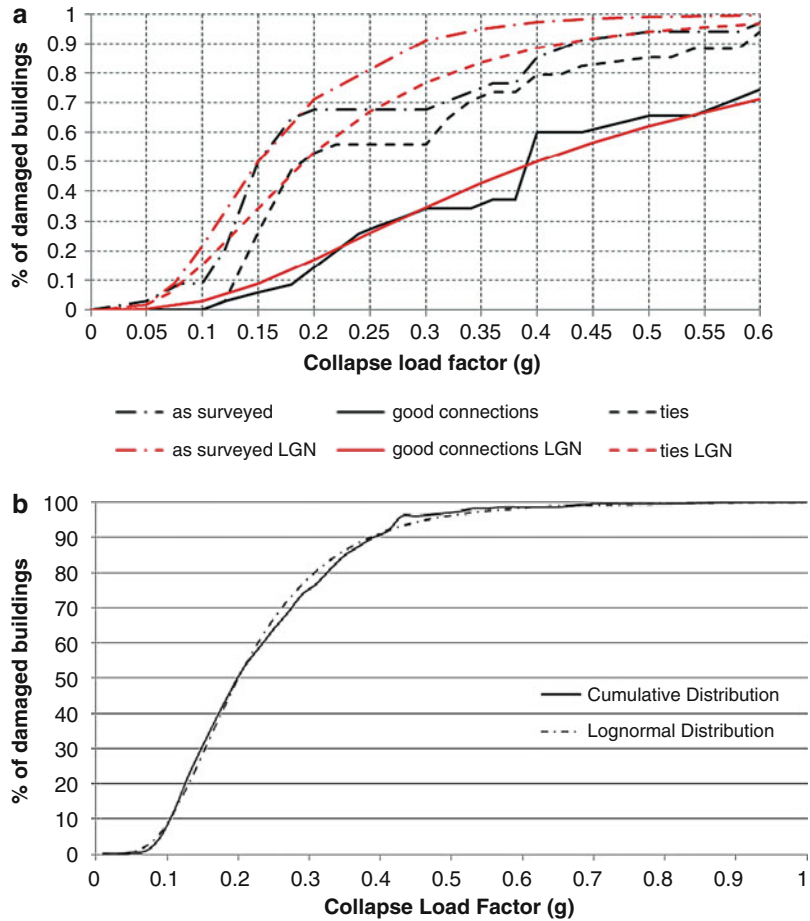 a
1
0.9
0.8
0.7
0.6
0.5
0.4
0.3
0.2
0.1
0
% of damaged buildings
0 0.05 0.1 0.15 0.2 0.25 0.3 0.35 0.4 0.45 0.5 0.55 0.6
Collapse load factor (g)
as surveyed good connections ties
as surveyed LGN good connections LGN ties LGN
b
100
90
80
70
60
50
40
30
20
10
0
% of damaged buildings
Cumulative Distribution
Lognormal Distribution
0 0.1 0.2 0.3 0.4 0.5 0.6 0.7 0.8 0.9 1
Collapse Load Factor (g)